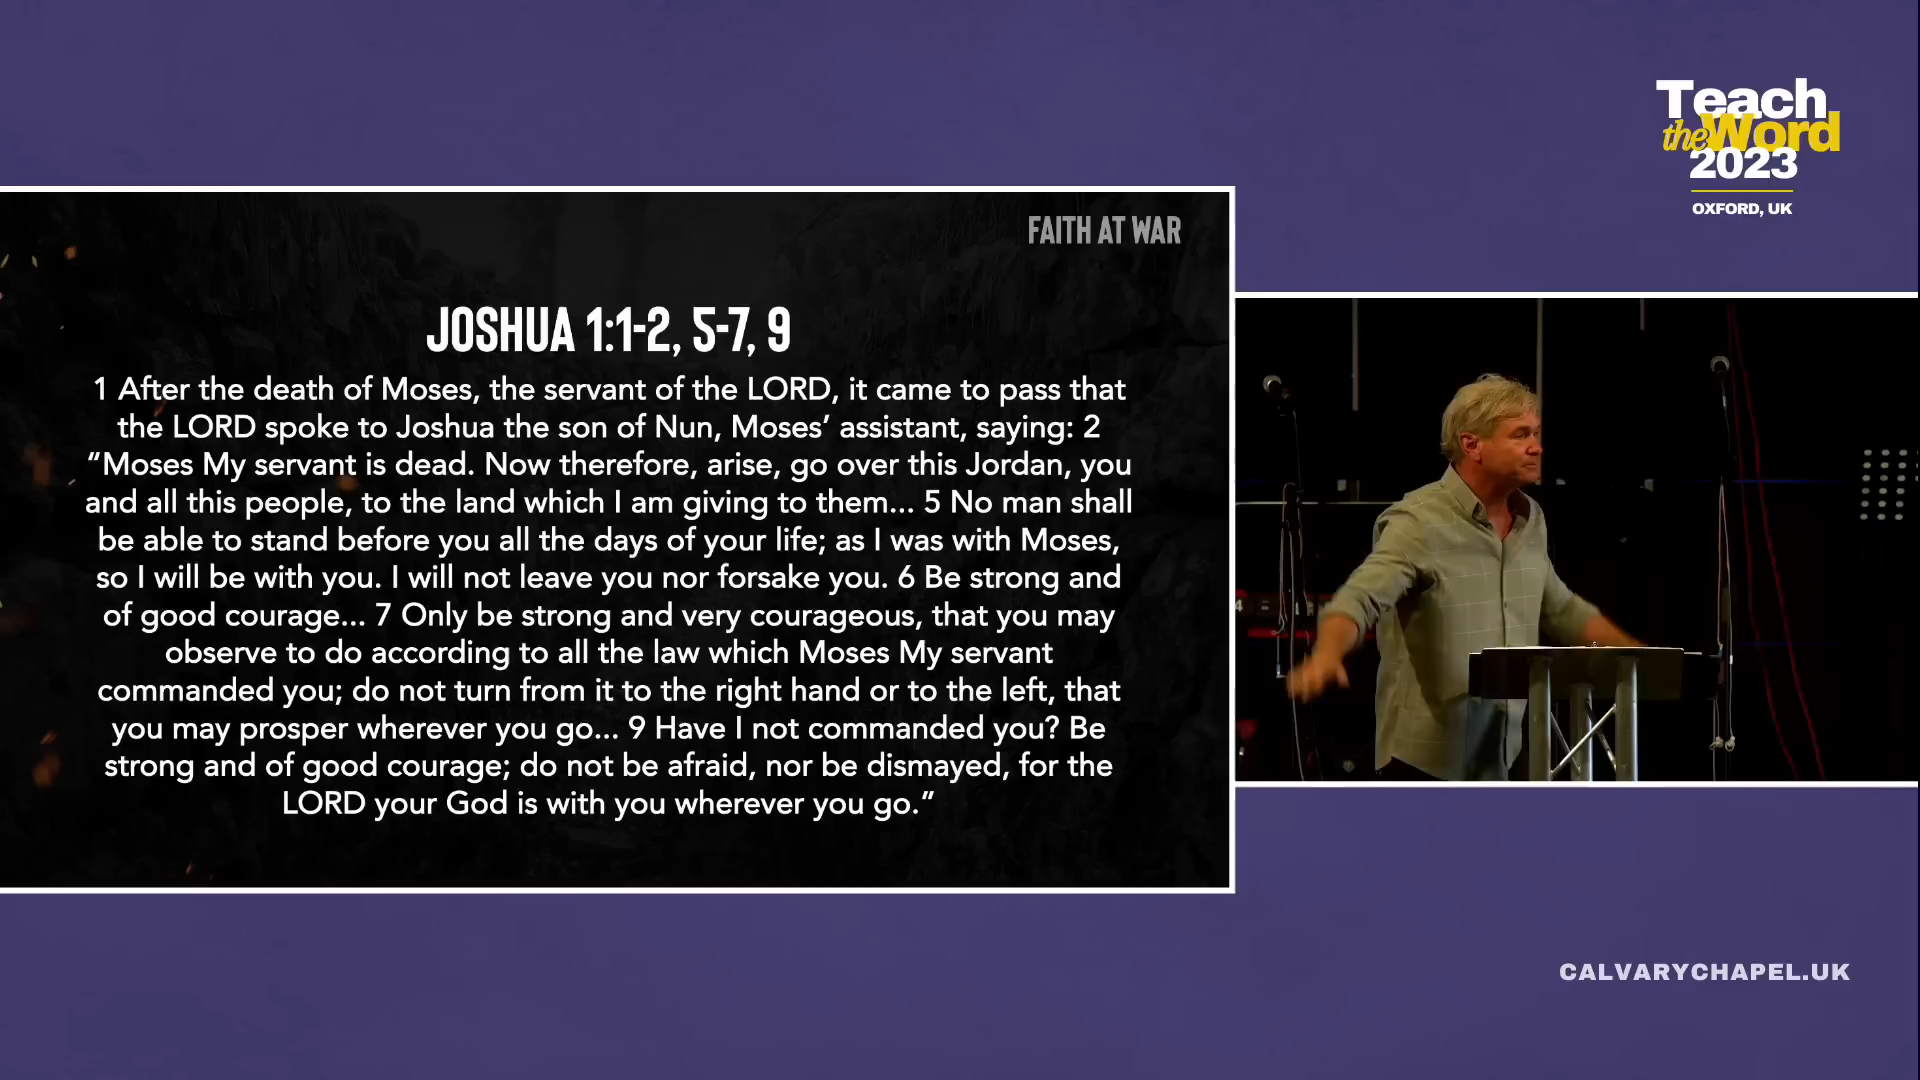 Teach
the Word
2023
OXFORD, UK
FAITH AT WAR
JOSHUA 1:1-2, 5-7, 9
1 After the death of Moses, the servant of the LORD, it came to pass that
the LORD spoke to Joshua the son of Nun, Moses’ assistant, saying: 2
“Moses My servant is dead. Now therefore, arise, go over this Jordan, you
and all this people, to the land which I am giving to them... 5 No man shall
be able to stand before you all the days of your life; as I was with Moses,
so I will be with you. I will not leave you nor forsake you. 6 Be strong and
of good courage... 7 Only be strong and very courageous, that you may
observe to do according to all the law which Moses My servant
commanded you; do not turn from it to the right hand or to the left, that
you may prosper wherever you go... 9 Have I not commanded you? Be
strong and of good courage; do not be afraid, nor be dismayed, for the
LORD your God is with you wherever you go.”
CALVARYCHAPEL.UK